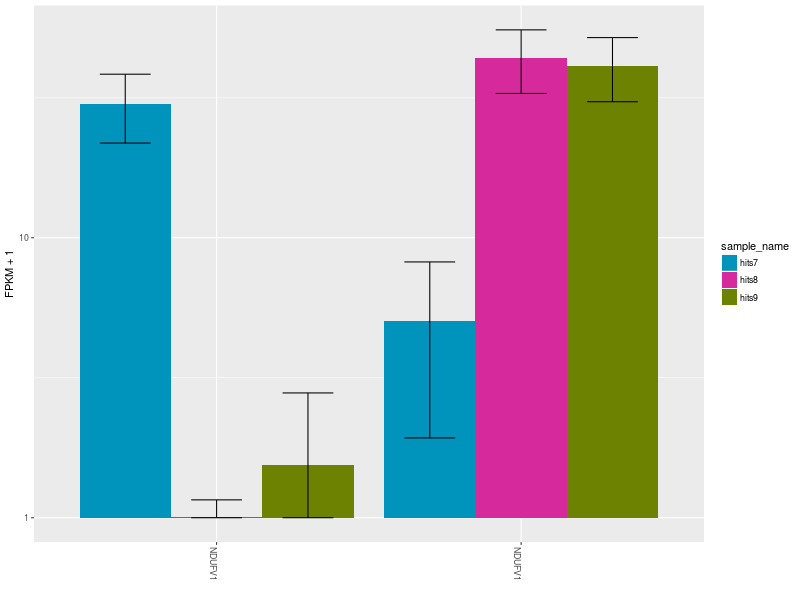 FPKM + 1
10
1
NDUFV1
NDUFV1
sample_name
hits7
hits8
hits9